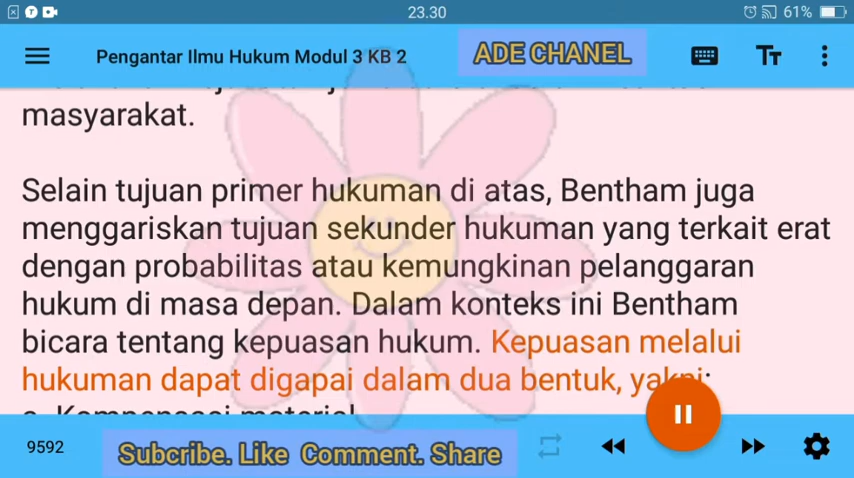 23.30
61%
Pengantar Ilmu Hukum Modul 3 KB 2
ADE CHANEL
masyarakat.
Selain tujuan primer hukuman di atas, Bentham juga
menggariskan tujuan sekunder hukuman yang terkait erat
dengan probabilitas atau kemungkinan pelanggaran
hukum di masa depan. Dalam konteks ini Bentham
bicara tentang kepuasan hukum. Kepuasan melalui
hukuman dapat digapai dalam dua bentuk, yakni:
a. Kompensasi material
9592
Subcribe. Like Comment. Share